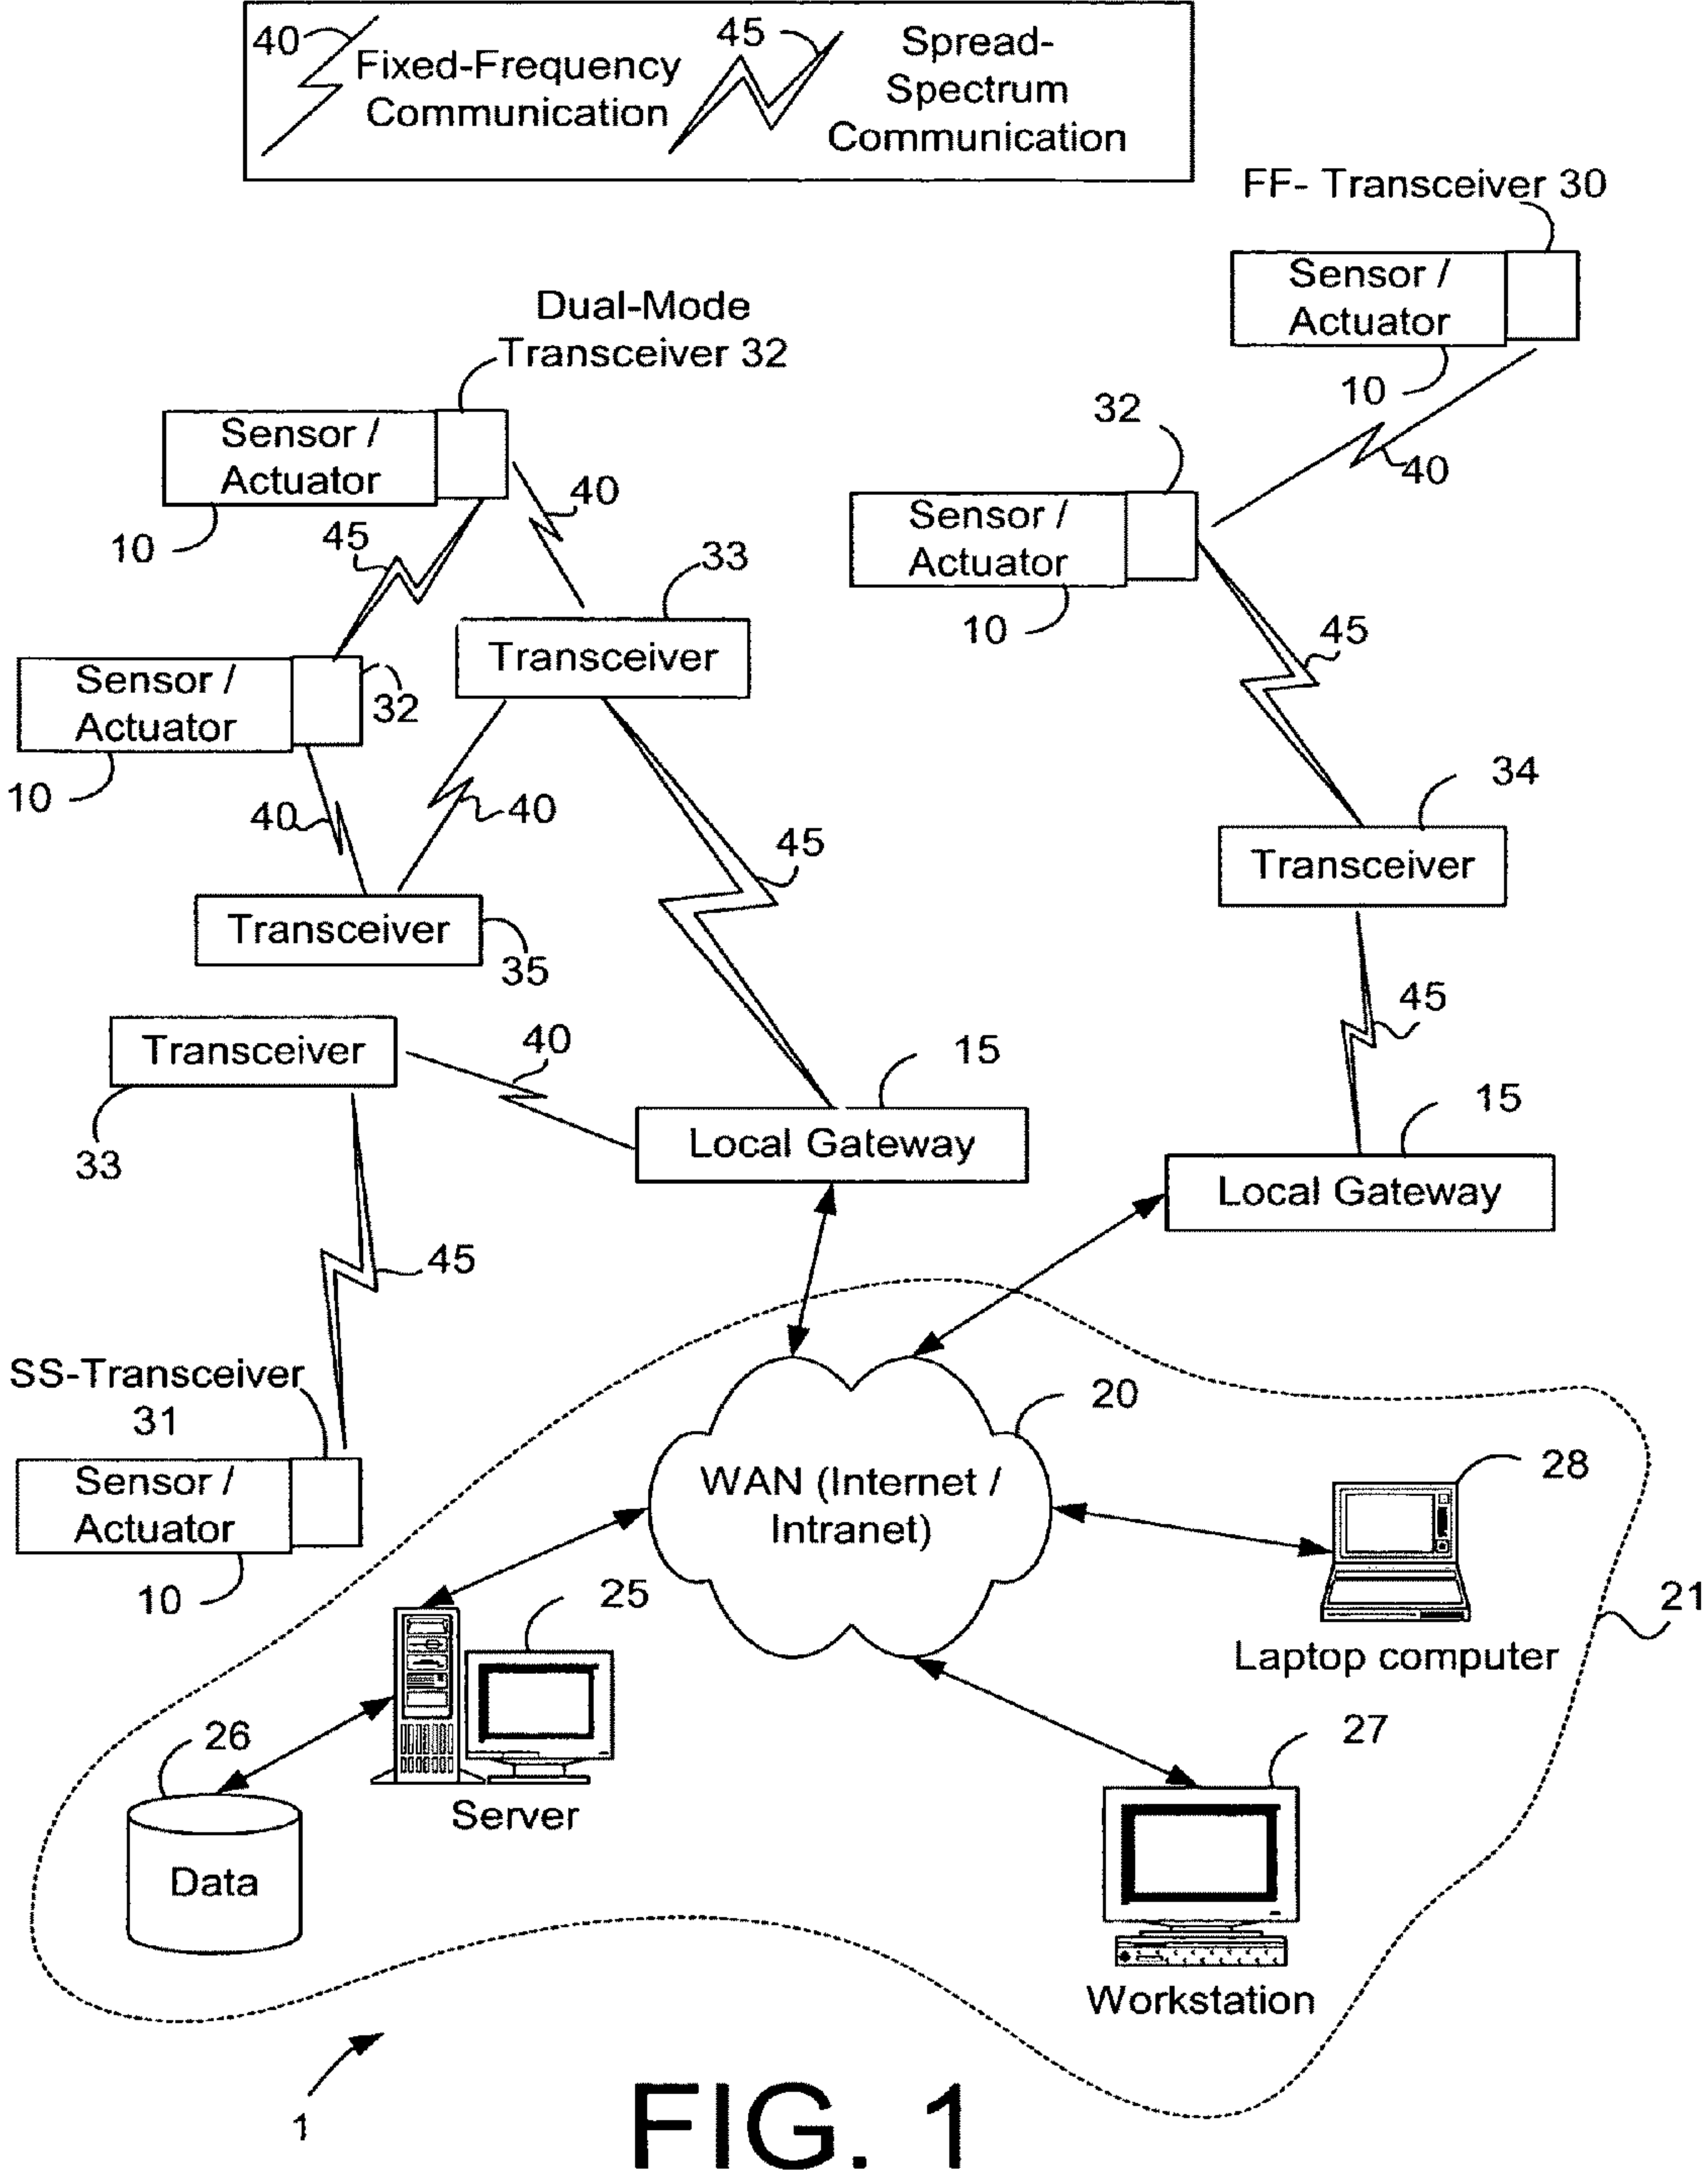 40
Fixed-Frequency
Communication
45
Spread-
Spectrum
Communication
FF- Transceiver 30
Sensor /
Actuator
10
Dual-Mode
Transceiver 32
Sensor /
Actuator
10
40
45
32
Sensor /
Actuator
10
40
33
Transceiver
45
Sensor /
Actuator
32
10
40
40
45
34
Transceiver
Transceiver
35
45
Transceiver
33
40
15
Local Gateway
15
Local Gateway
45
SS-Transceiver
31
Sensor /
Actuator
10
20
WAN (Internet /
Intranet)
28
Laptop computer
21
25
Server
26
Data
27
Workstation
1
FIG. 1